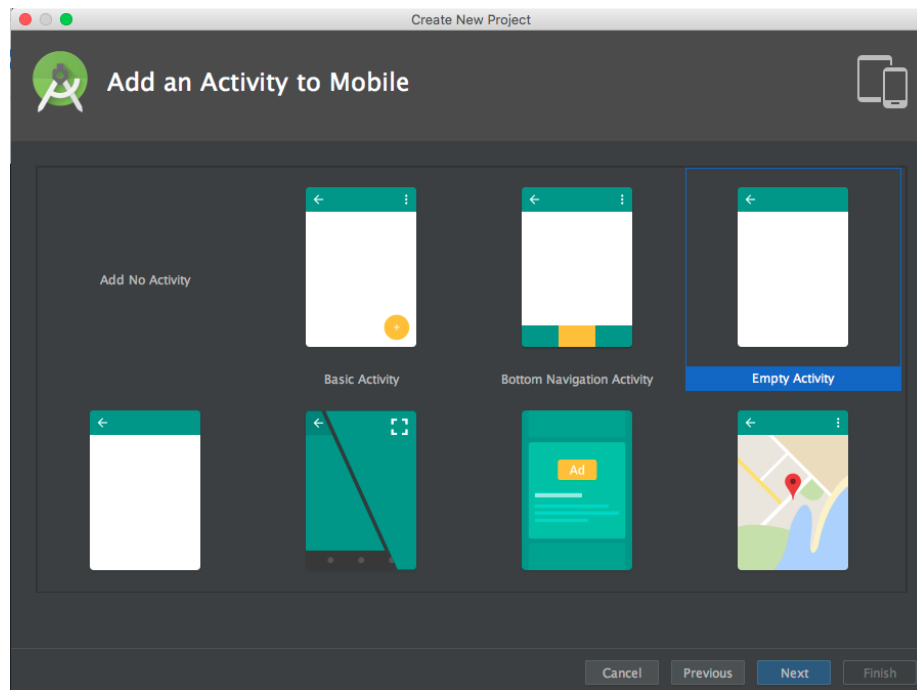 Create New Project
Add an Activity to Mobile
Add No Activity
Basic Activity
Bottom Navigation Activity
Empty Activity
Ad
Cancel
Previous
Next
Finish